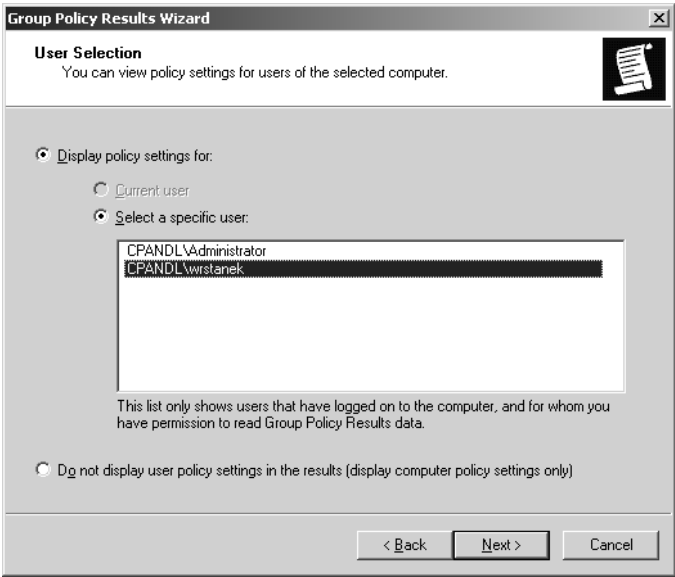 Group Policy Results Wizard
User Selection
You can view policy settings for users of the selected computer.
Display policy settings for:
Current user
Select a specific user:
CPANDL\Administrator
CPANDL\wrstanek
This list only shows users that have logged on to the computer, and for whom you
have permission to read Group Policy Results data.
Do not display user policy settings in the results (display computer policy settings only)
< Back
Next >
Cancel